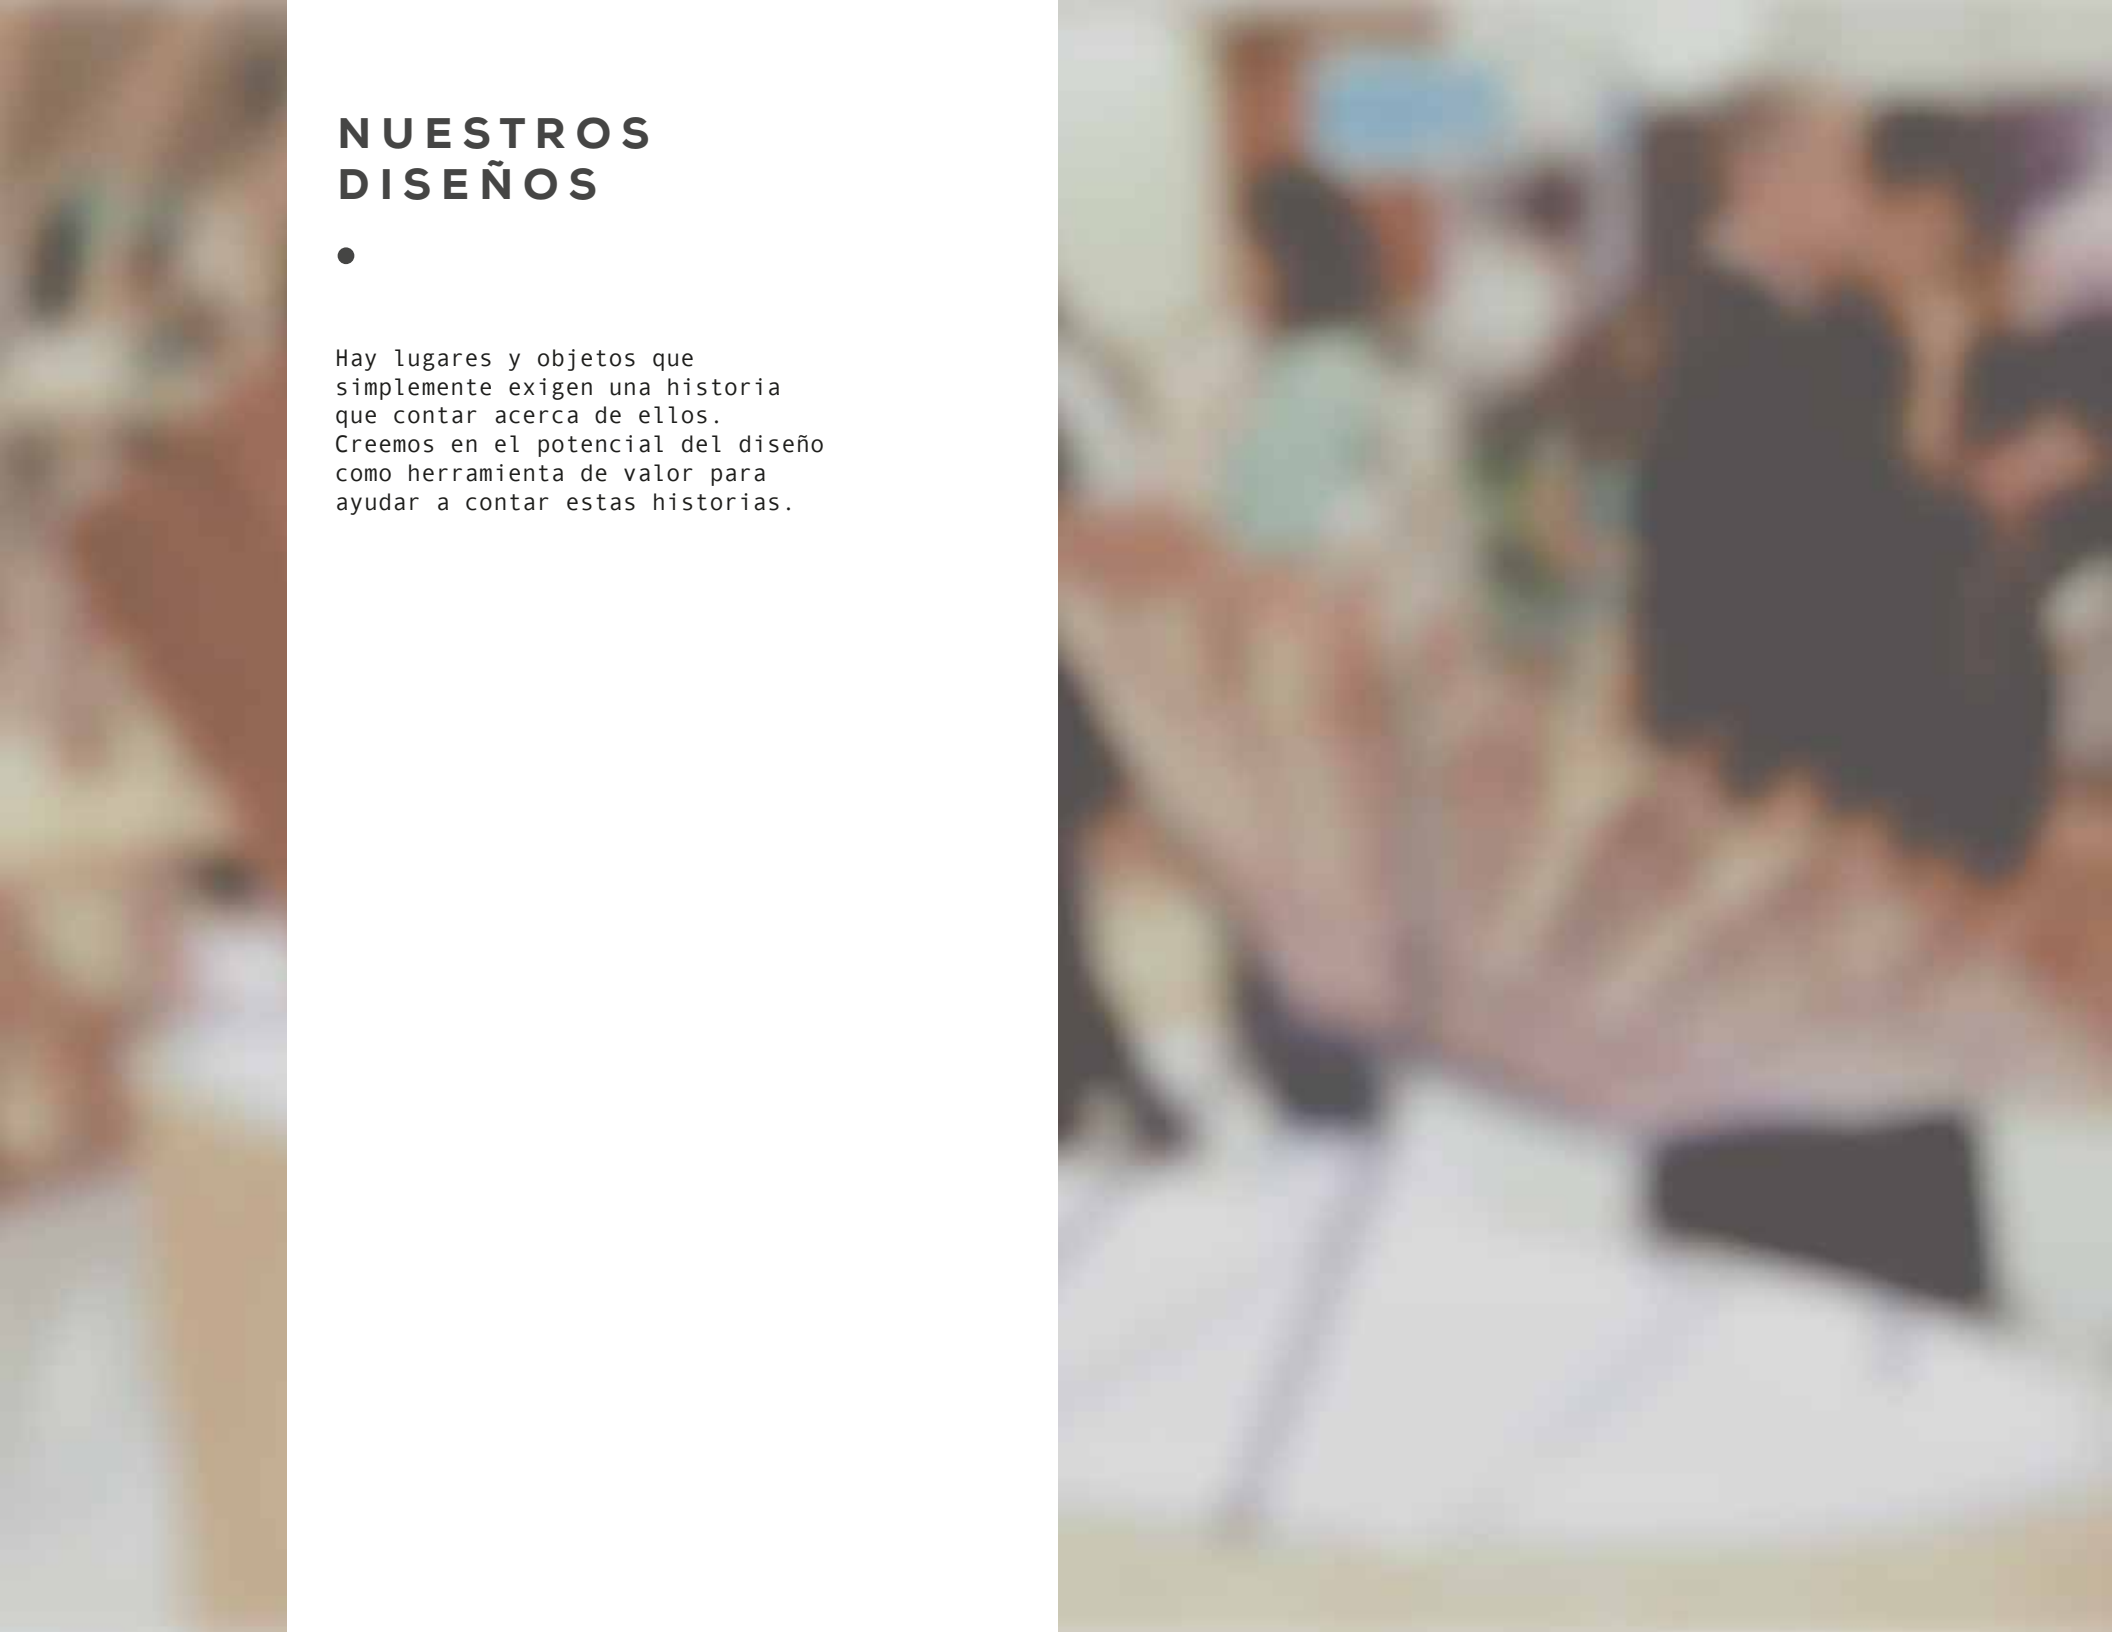 NUESTROS
DISEÑOS
Hay lugares y objetos que
simplemente exigen una historia
que contar acerca de ellos.
Creemos en el potencial del diseño
como herramienta de valor para
ayudar a contar estas historias.